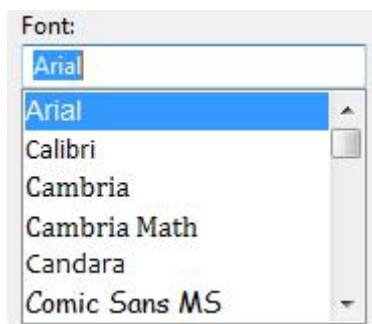 Font:
Arial
Arial
Calibri
Cambria
Cambria Math
Candara
Comic Sans MS